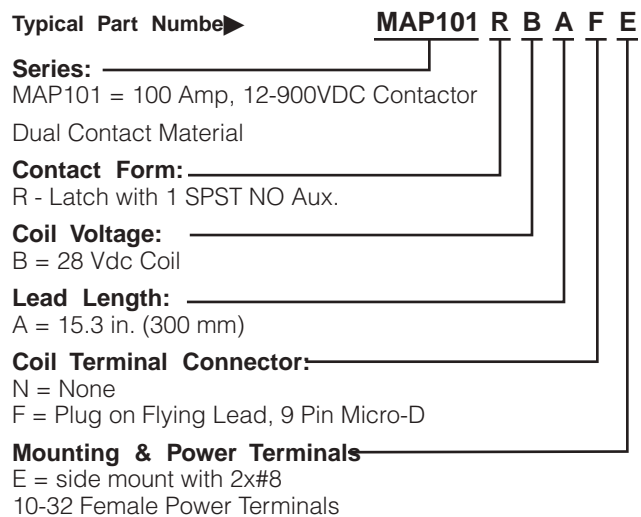 Typical Part Numbe▶ MAP101 R B A F E
Series:
MAP101 = 100 Amp, 12-900VDC Contactor
Dual Contact Material
Contact Form:
R - Latch with 1 SPST NO Aux.
Coil Voltage:
B = 28 Vdc Coil
Lead Length:
A = 15.3 in. (300 mm)
Coil Terminal Connector:
N = None
F = Plug on Flying Lead, 9 Pin Micro-D
Mounting & Power Terminals
E = side mount with 2x#8
10-32 Female Power Terminals